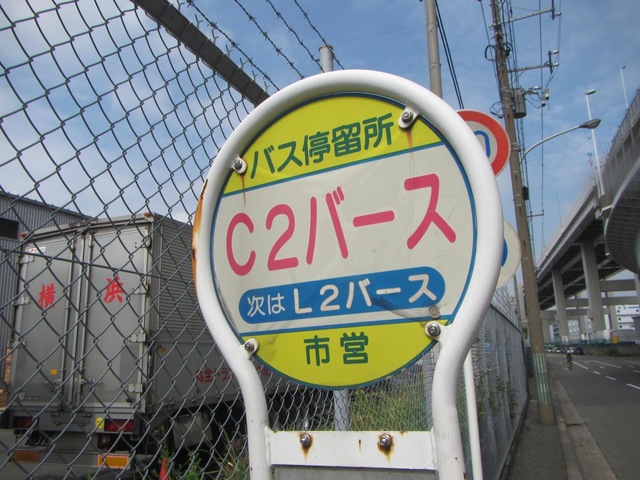 バス停留所
C2バース
次は L2バース
市営
横浜